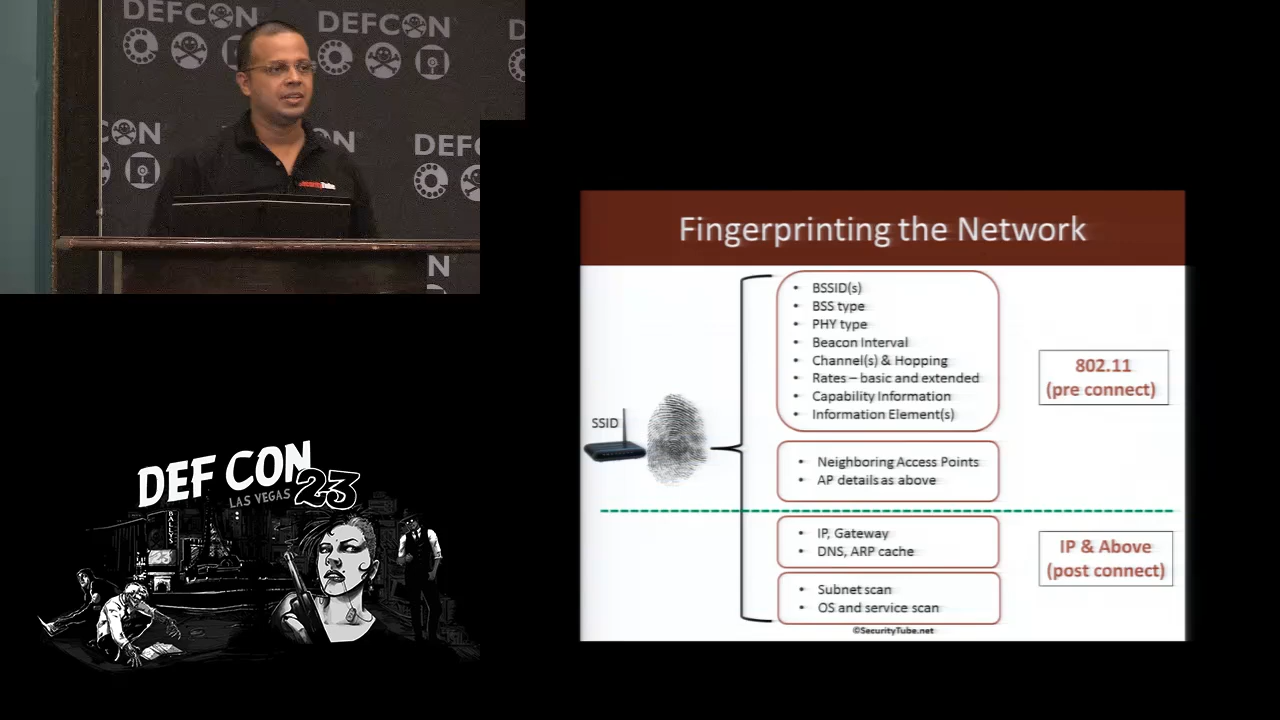 DEFCON
DEFCON
DEF CON
23
LAS VEGAS
BALLY'S
Fingerprinting the Network
• BSSID(s)
• BSS type
• PHY type
• Beacon Interval
• Channel(s) & Hopping
• Rates – basic and extended
• Capability Information
• Information Element(s)
802.11
(pre connect)
SSID
• Neighboring Access Points
• AP details as above
• IP, Gateway
• DNS, ARP cache
IP & Above
(post connect)
• Subnet scan
• OS and service scan
©SecurityTube.net